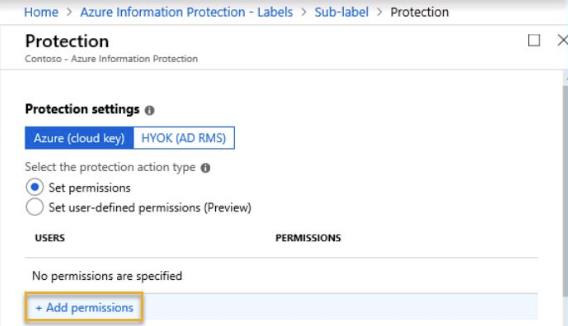 Home > Azure Information Protection - Labels > Sub-label > Protection
Protection
Contoso - Azure Information Protection
Protection settings
Azure (cloud key) HYOK (AD RMS)
Select the protection action type
Set permissions
Set user-defined permissions (Preview)
USERS PERMISSIONS
No permissions are specified
+ Add permissions